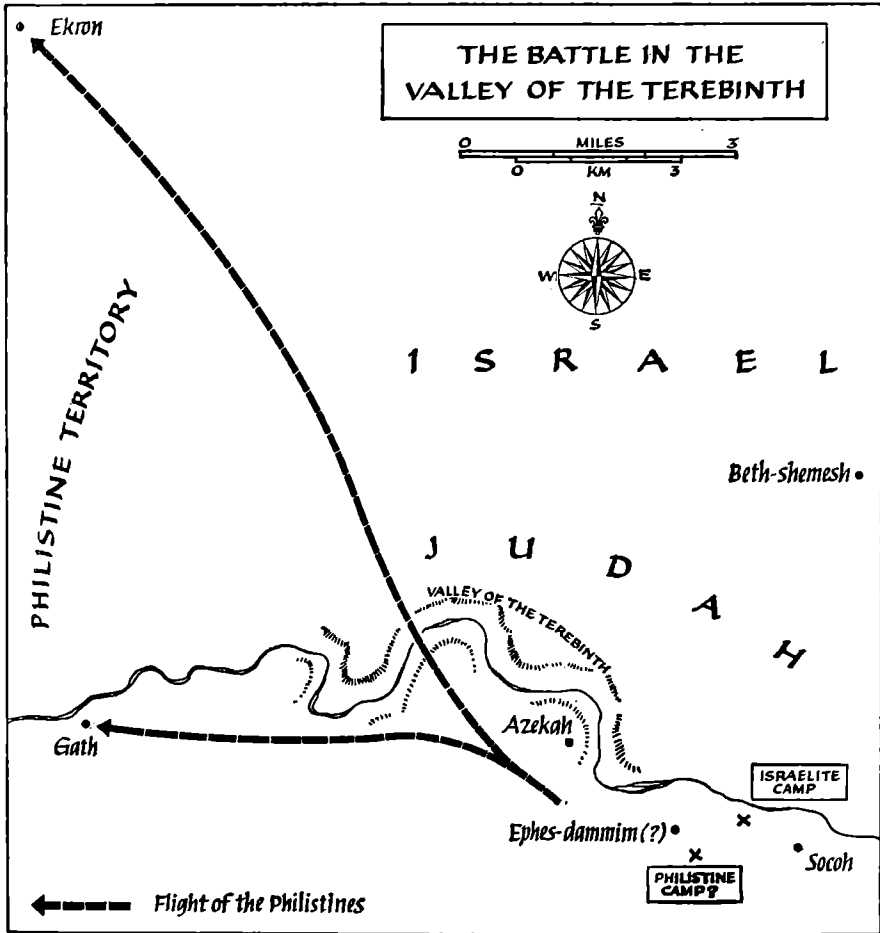 Ekron
THE BATTLE IN THE
VALLEY OF THE TEREBINTH
0 MILES 3
0 KM 3
N
W E
S
PHILISTINE TERRITORY
I S R A E L
Beth-shemesh
J U D A H
VALLEY OF THE TEREBINTH
Azekah
Gath
ISRAELITE
CAMP
Ephes-dammim (?)
Socoh
PHILISTINE
CAMP?
Flight of the Philistines